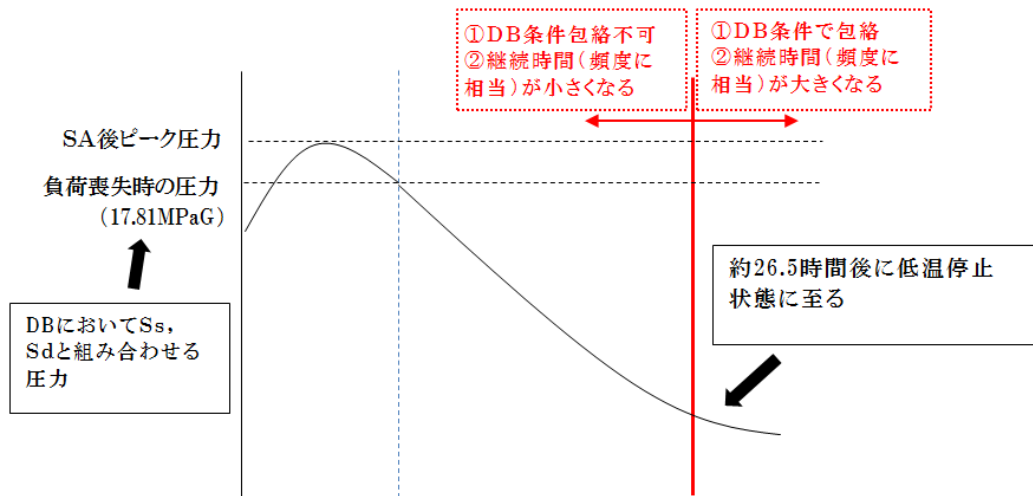 ①DB条件包絡不可
②継続時間(頻度に
相当)が小さくなる
①DB条件で包絡
②継続時間(頻度に
相当)が大きくなる
SA後ピーク圧力
負荷喪失時の圧力
(17.81MPaG)
DBにおいてSs,
Sdと組み合わせる
圧力
約26.5時間後に低温停止
状態に至る